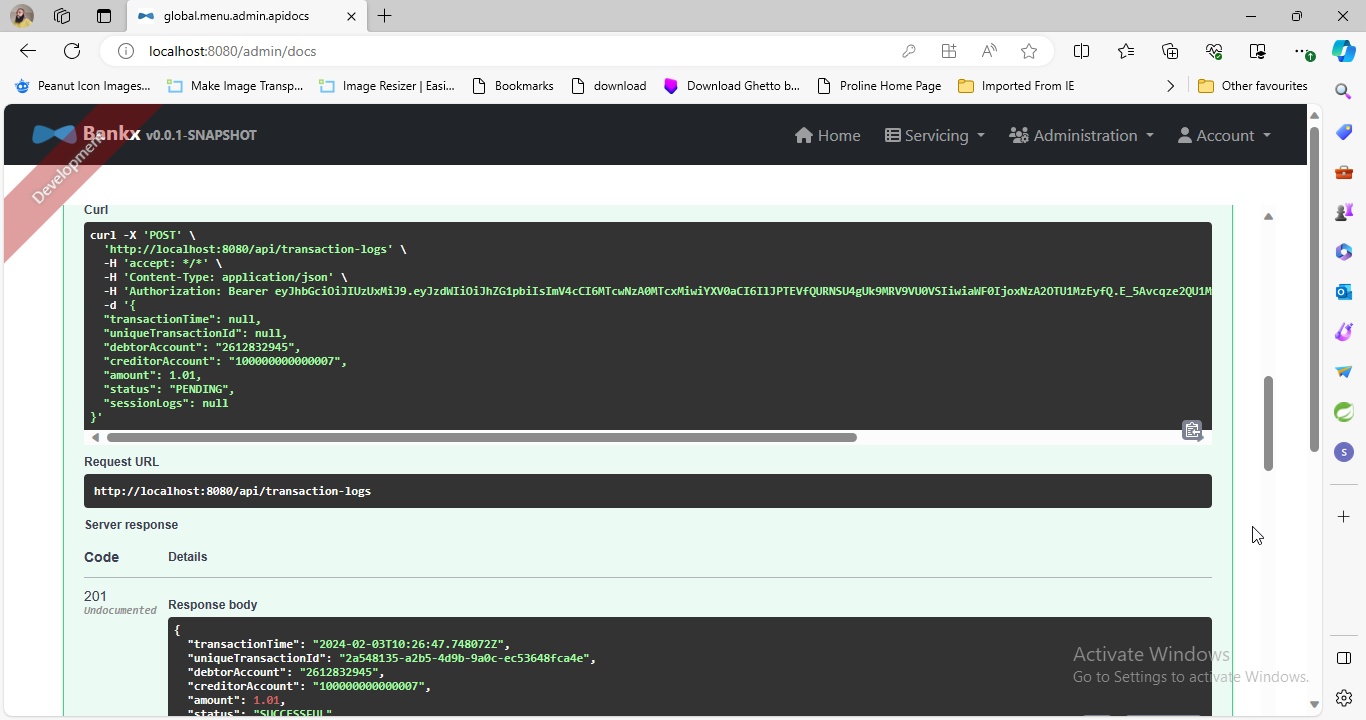 global.menu.admin.apidocs
localhost:8080/admin/docs
Peanut Icon Images...
Make Image Transp...
Image Resizer | Easi...
Bookmarks
download
Download Ghetto b...
Proline Home Page
Imported From IE
Other favourites
Bankx v0.0.1-SNAPSHOT
Home
Servicing
Administration
Account
Development
Curl
curl -X 'POST' \
'http://localhost:8080/api/transaction-logs' \
-H 'accept: */*' \
-H 'Content-Type: application/json' \
-H 'Authorization: Bearer
-d '{
"transactionTime": null,
"uniqueTransactionId": null,
"debtorAccount": "2612832945",
"creditorAccount": "100000000000007",
"amount": 1.01,
"status": "PENDING",
"sessionLogs": null
}'
Request URL
http://localhost:8080/api/transaction-logs
Server response
Code
Details
201
Undocumented
Response body
{
"transactionTime": "2024-02-03T10:26:47.748072Z",
"uniqueTransactionId": "2a548135-a2b5-4d9b-9a0c-ec53648fca4e",
"debtorAccount": "2612832945",
"creditorAccount": "100000000000007",
"amount": 1.01,
"status": "SUCCESSFUL"
Activate Windows
Go to Settings to activate Windows.
S